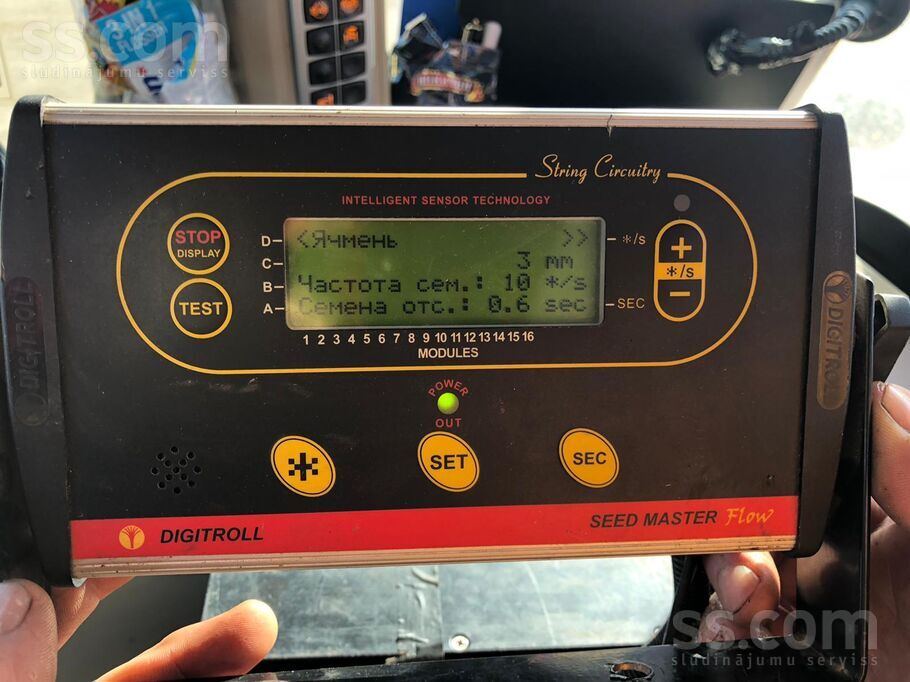 ss.com
sludinājumu serviss
String Circuitry
INTELLIGENT SENSOR TECHNOLOGY
STOP
DISPLAY
TEST
D
C
B
A
<Ячмень >>
3 mm
Частота сем.: 10 */s
Семена отс.: 0.6 sec
*/s
SEC
+
*/s
−
1 2 3 4 5 6 7 8 9 10 11 12 13 14 15 16
MODULES
POWER
OUT
SET
SEC
DIGITROLL
DIGITROLL
DIGITROLL
SEED MASTER Flow
ss.com
sludinājumu serviss